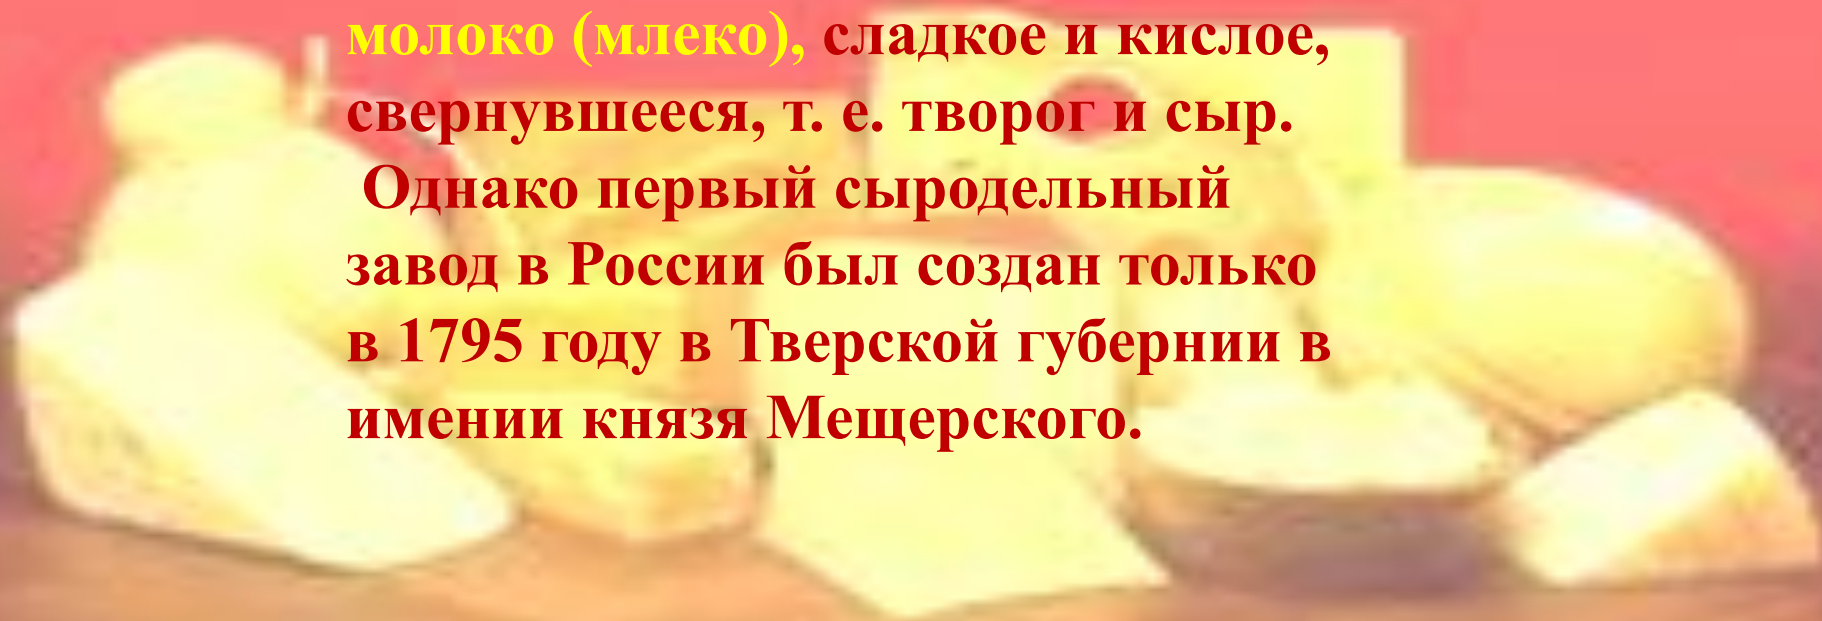 молоко (млеко), сладкое и кислое,
свернувшееся, т. е. творог и сыр.
Однако первый сыродельный
завод в России был создан только
в 1795 году в Тверской губернии в
имении князя Мещерского.